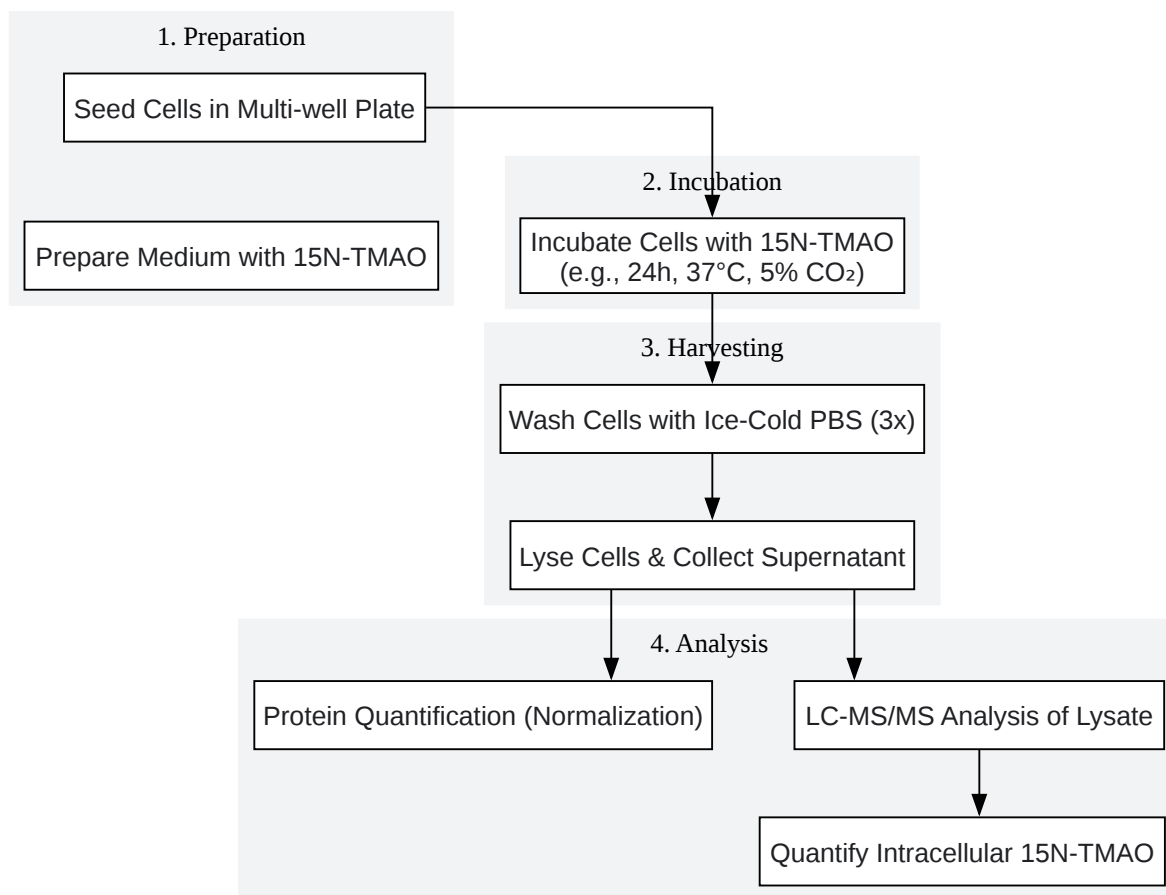 1. Preparation
Seed Cells in Multi-well Plate
Prepare Medium with 15N-TMAO
2. Incubation
Incubate Cells with 15N-TMAO
(e.g., 24h, 37°C, 5% CO₂)
3. Harvesting
Wash Cells with Ice-Cold PBS (3x)
Lyse Cells & Collect Supernatant
4. Analysis
Protein Quantification (Normalization)
LC-MS/MS Analysis of Lysate
Quantify Intracellular 15N-TMAO